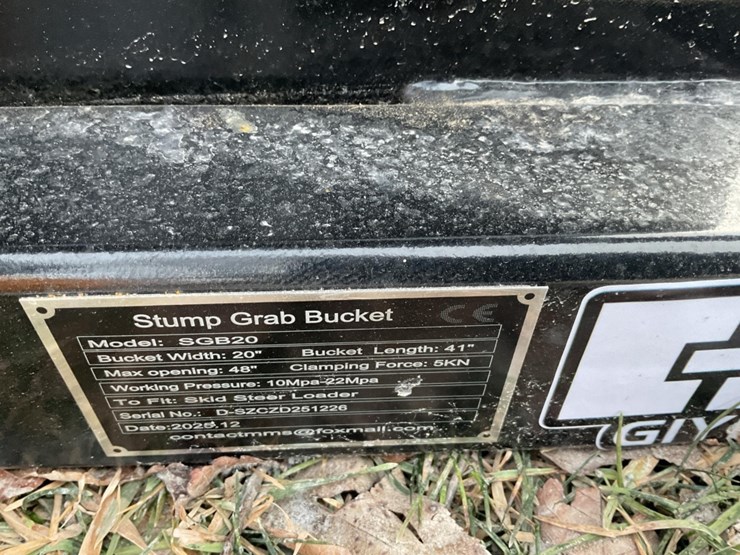 Stump Grab Bucket CE
Model: SGB20
Bucket Width: 20" Bucket Length: 41"
Max opening: 48" Clamping Force: 5KN
Working Pressure: 10Mpa-22Mpa
To Fit: Skid Steer Loader
Serial No.: D-SZCZD251226
Date:2025.12
contactmms@foxmail.com
GIY